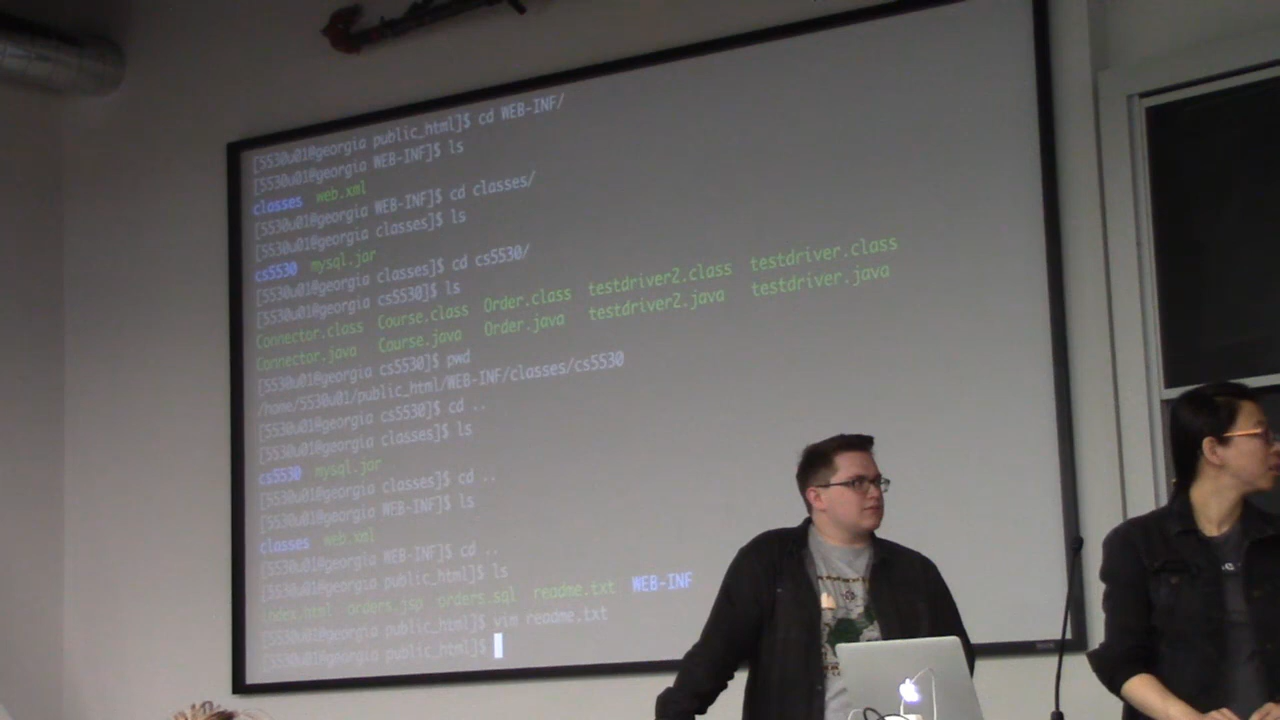 [5530u01@georgia public_html]$ cd WEB-INF/
[5530u01@georgia WEB-INF]$ ls
classes web.xml
[5530u01@georgia WEB-INF]$ cd classes/
[5530u01@georgia classes]$ ls
cs5530 mysql.jar
[5530u01@georgia classes]$ cd cs5530/
[5530u01@georgia cs5530]$ ls
Connector.class Course.class Order.class testdriver2.class testdriver.class
Connector.java Course.java Order.java testdriver2.java testdriver.java
[5530u01@georgia cs5530]$ pwd
/home/5530u01/public_html/WEB-INF/classes/cs5530
[5530u01@georgia cs5530]$ cd ..
[5530u01@georgia classes]$ ls
cs5530 mysql.jar
[5530u01@georgia classes]$ cd ..
[5530u01@georgia WEB-INF]$ ls
classes web.xml
[5530u01@georgia WEB-INF]$ cd ..
[5530u01@georgia public_html]$ ls
index.html orders.jsp orders.sql readme.txt WEB-INF
[5530u01@georgia public_html]$ vim readme.txt
[5530u01@georgia public_html]$